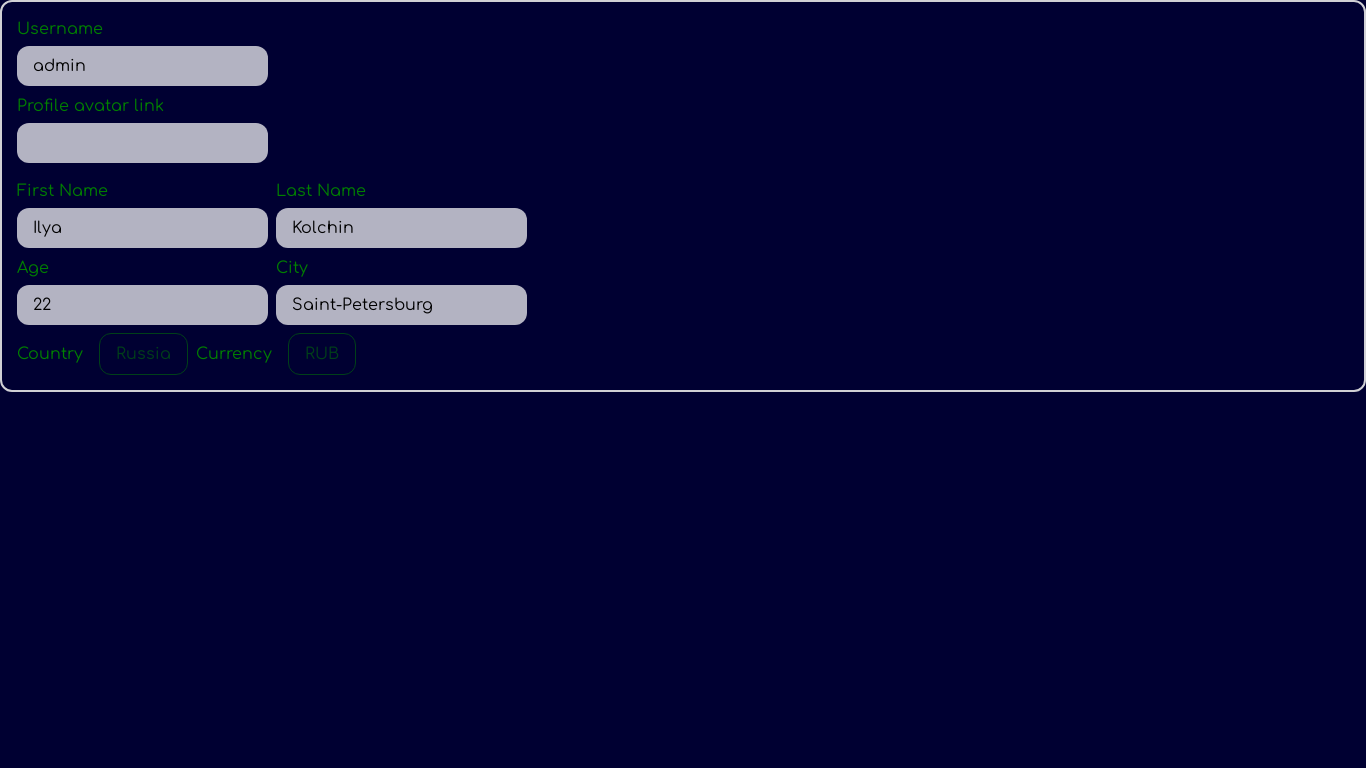 Username
admin
Profile avatar link
First Name Last Name
Ilya Kolchin
Age City
22 Saint-Petersburg
Country Russia Currency RUB